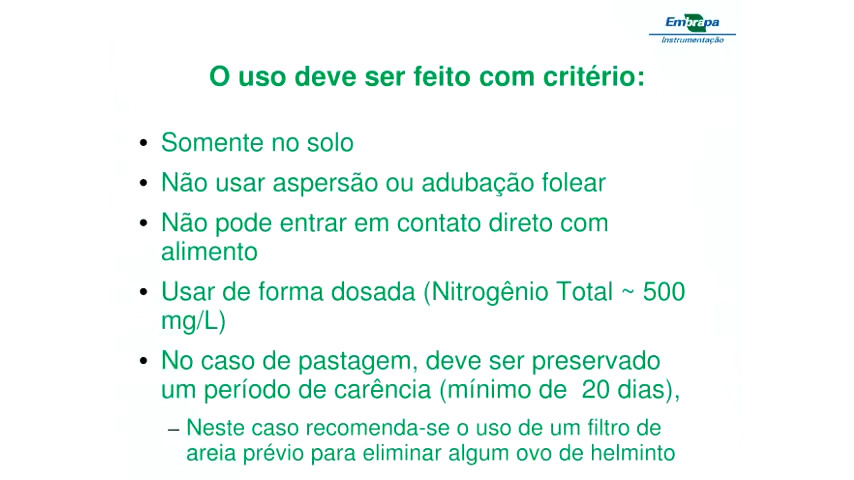 Embrapa
Instrumentação
O uso deve ser feito com critério:
• Somente no solo
• Não usar aspersão ou adubação folear
• Não pode entrar em contato direto com
alimento
• Usar de forma dosada (Nitrogênio Total ~ 500
mg/L)
• No caso de pastagem, deve ser preservado
um período de carência (mínimo de 20 dias),
– Neste caso recomenda-se o uso de um filtro de
areia prévio para eliminar algum ovo de helminto